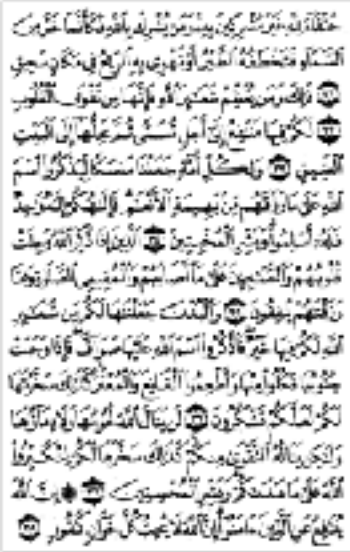 حنفاء لله غير مشركين به ومن يشرك بالله فكأنما خر من
السماء فتخطفه الطير أو تهوي به الريح في مكان سحيق
۝ ذلك ومن يعظم شعائر الله فإنها من تقوى القلوب
۝ لكم فيها منافع إلى أجل مسمى ثم محلها إلى البيت
العتيق ۝ ولكل أمة جعلنا منسكا ليذكروا اسم
الله على ما رزقهم من بهيمة الأنعام فإلهكم إله واحد
فله أسلموا وبشر المخبتين ۝ الذين إذا ذكر الله وجلت
قلوبهم والصابرين على ما أصابهم والمقيمي الصلاة ومما
رزقناهم ينفقون ۝ والبدن جعلناها لكم من شعائر
الله لكم فيها خير فاذكروا اسم الله عليها صواف فإذا وجبت
جنوبها فكلوا منها وأطعموا القانع والمعتر كذلك سخرناها
لكم لعلكم تشكرون ۝ لن ينال الله لحومها ولا دماؤها
ولكن يناله التقوى منكم كذلك سخرها لكم لتكبروا
الله على ما هداكم وبشر المحسنين ۝ إن الله
يدافع عن الذين آمنوا إن الله لا يحب كل خوان كفور ۝